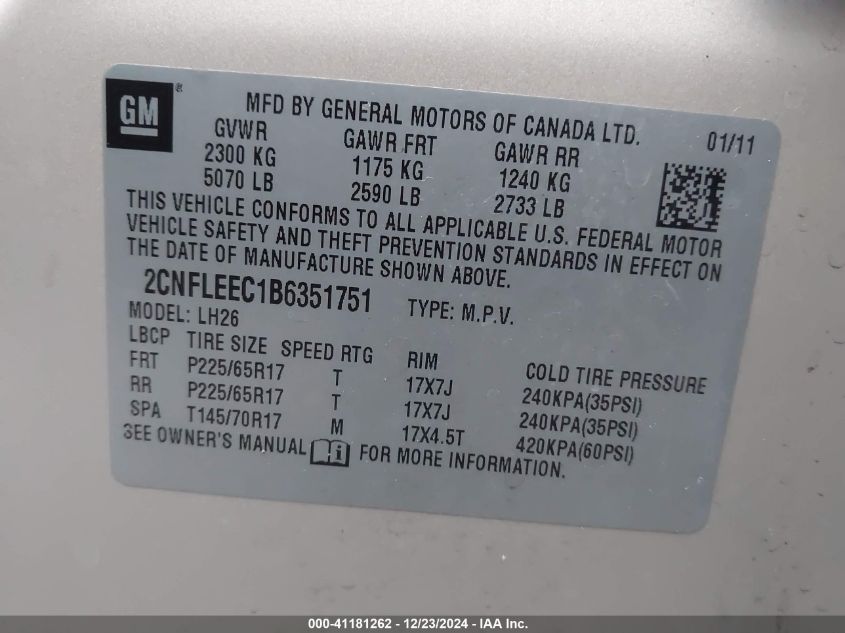 GM ®
MFD BY GENERAL MOTORS OF CANADA LTD.
01/11
GVWR GAWR FRT GAWR RR
2300 KG 1175 KG 1240 KG
5070 LB 2590 LB 2733 LB
THIS VEHICLE CONFORMS TO ALL APPLICABLE U.S. FEDERAL MOTOR
VEHICLE SAFETY AND THEFT PREVENTION STANDARDS IN EFFECT ON
THE DATE OF MANUFACTURE SHOWN ABOVE.
2CNFLEEC1B6351751 TYPE: M.P.V.
MODEL: LH26
LBCP TIRE SIZE SPEED RTG RIM COLD TIRE PRESSURE
FRT P225/65R17 T 17X7J 240KPA(35PSI)
RR P225/65R17 T 17X7J 240KPA(35PSI)
SPA T145/70R17 M 17X4.5T 420KPA(60PSI)
SEE OWNER'S MANUAL FOR MORE INFORMATION.
000-41181262 - 12/23/2024 - IAA Inc.